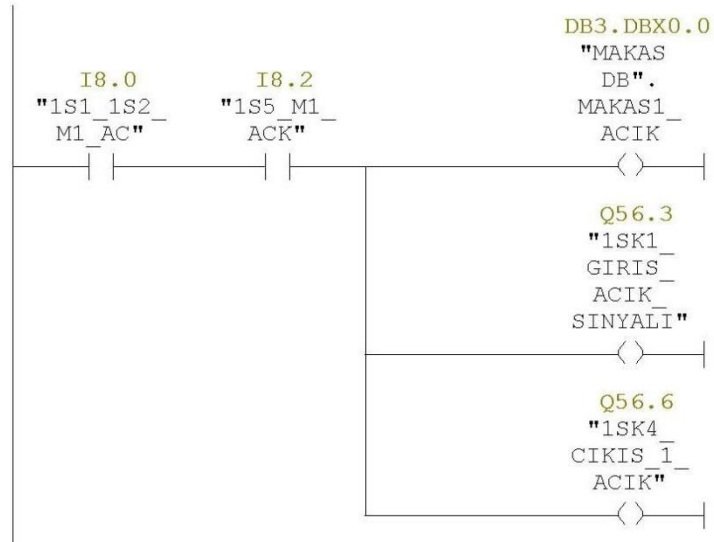 DB3.DBX0.0
"MAKAS
DB".
MAKAS1_
ACIK
I8.0
"1S1_1S2_
M1_AC"
I8.2
"1S5_M1_
ACK"
Q56.3
"1SK1_
GIRIS_
ACIK_
SINYALI"
Q56.6
"1SK4_
CIKIS_1_
ACIK"